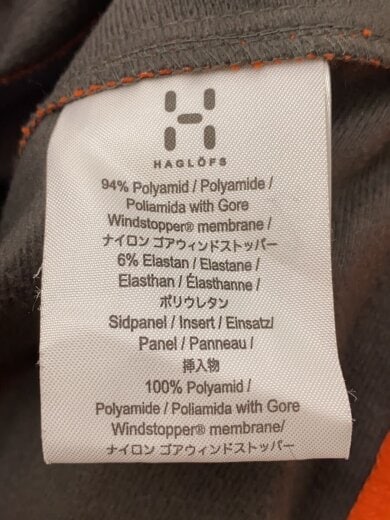 HAGLÖFS
94% Polyamid / Polyamide /
Poliamida with Gore
Windstopper® membrane /
ナイロン ゴアウィンドストッパー
6% Elastan / Elastane /
Elasthan / Élasthanne /
ポリウレタン
Sidpanel / Insert / Einsatz/
Panel / Panneau /
挿入物
100% Polyamid /
Polyamide / Poliamida with Gore
Windstopper® membrane/
ナイロン ゴアウィンドストッパー